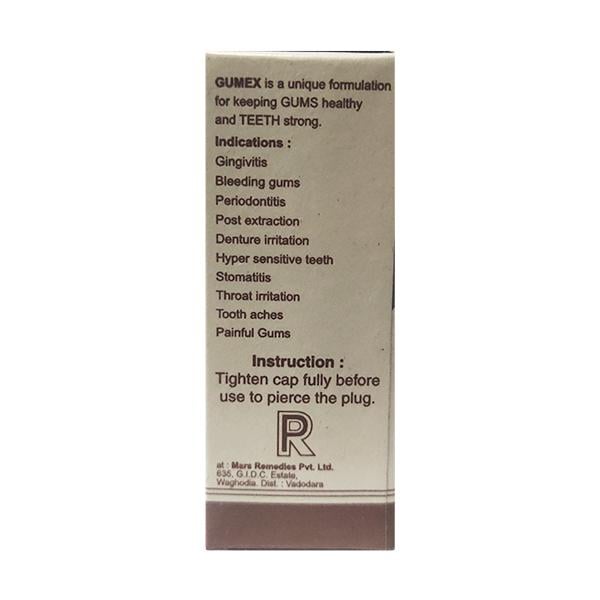 GUMEX is a unique formulation
for keeping GUMS healthy
and TEETH strong.
Indications :
Gingivitis
Bleeding gums
Periodontitis
Post extraction
Denture irritation
Hyper sensitive teeth
Stomatitis
Throat irritation
Tooth aches
Painful Gums
Instruction :
Tighten cap fully before
use to pierce the plug.
PR
at : Mars Remedies Pvt. Ltd.
635, G.I.D.C. Estate,
Waghodia. Dist. : Vadodara